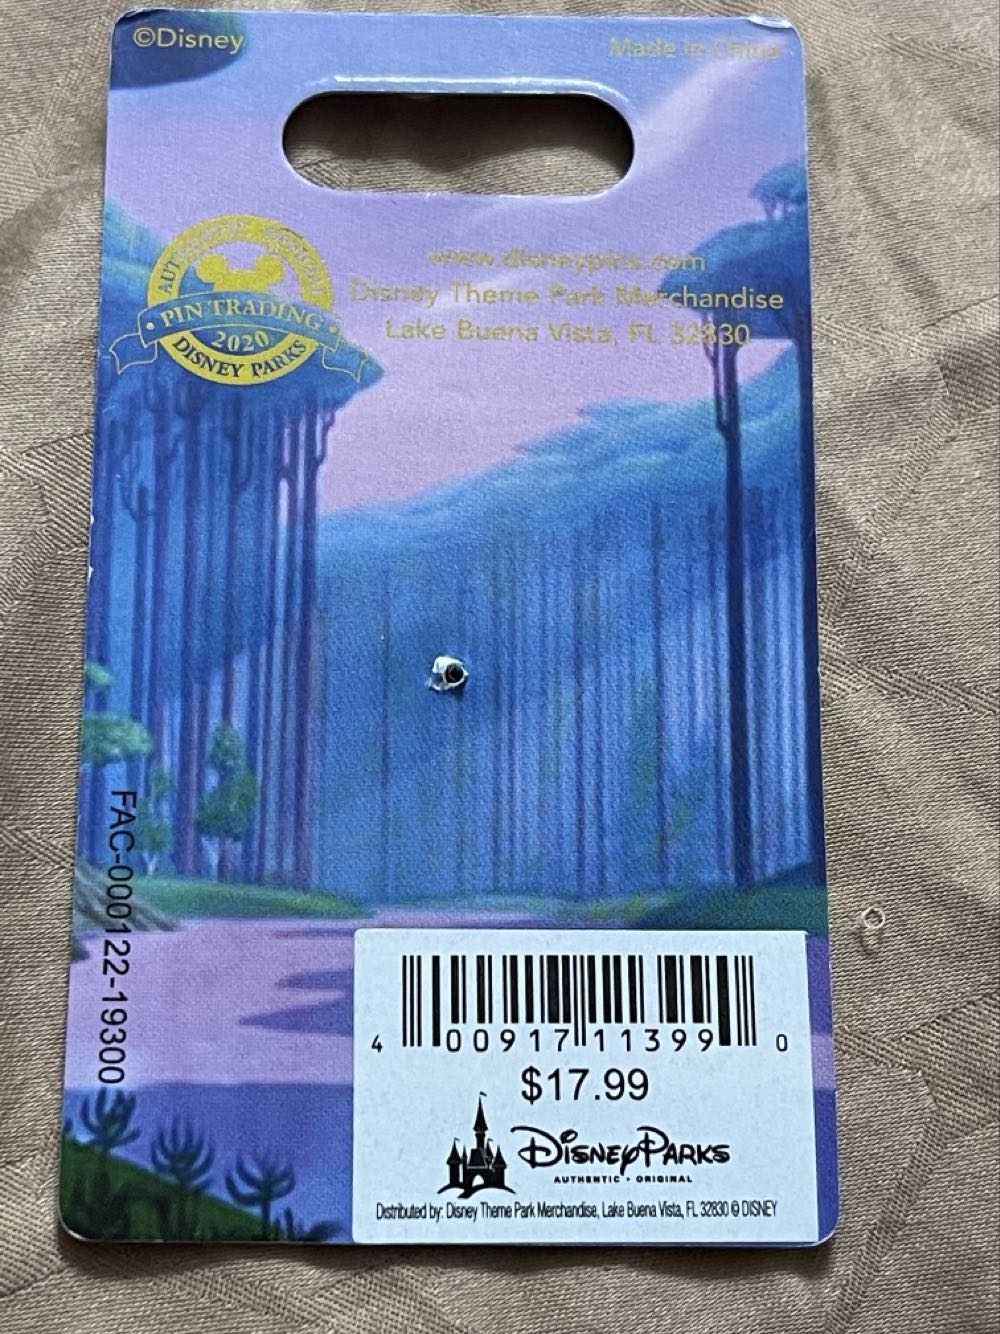 ©Disney
Made in China
www.disneypins.com
Disney Theme Park Merchandise
Lake Buena Vista, FL 32830
PIN TRADING
2020
DISNEY PARKS
FAC-000122-19300
4 00917 11399 0
$17.99
Disney Parks
AUTHENTIC • ORIGINAL
Distributed by: Disney Theme Park Merchandise, Lake Buena Vista, FL 32830 © DISNEY